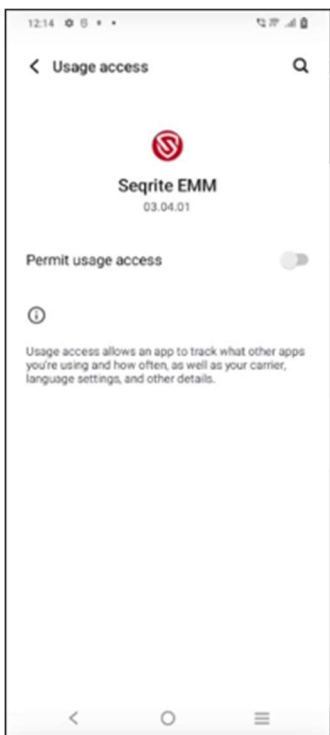 12:14
Usage access
Seqrite EMM
03.04.01
Permit usage access
Usage access allows an app to track what other apps
you're using and how often, as well as your carrier,
language settings, and other details.